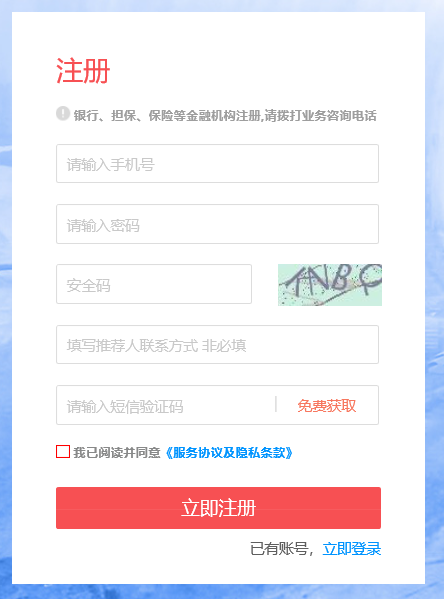 注册
银行、担保、保险等金融机构注册,请拨打业务咨询电话
请输入手机号
请输入密码
安全码
填写推荐人联系方式 非必填
请输入短信验证码 免费获取
我已阅读并同意《服务协议及隐私条款》
立即注册
已有账号，立即登录